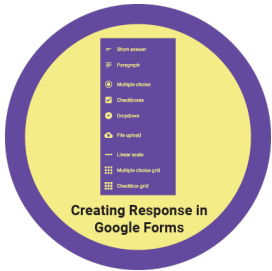 Short answer
Paragraph
Multiple choice
Checkboxes
Dropdown
File upload
Linear scale
Multiple choice grid
Checkbox grid
Creating Response in
Google Forms